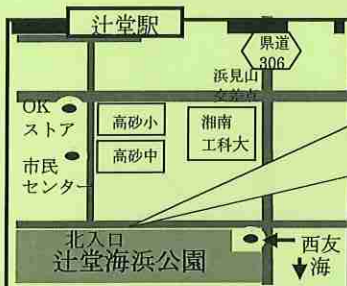 辻堂駅
県道
306
浜見山
交差点
OK
ストア
高砂小
湘南
工科大
高砂中
市民
センター
北入口
辻堂海浜公園
西友
海